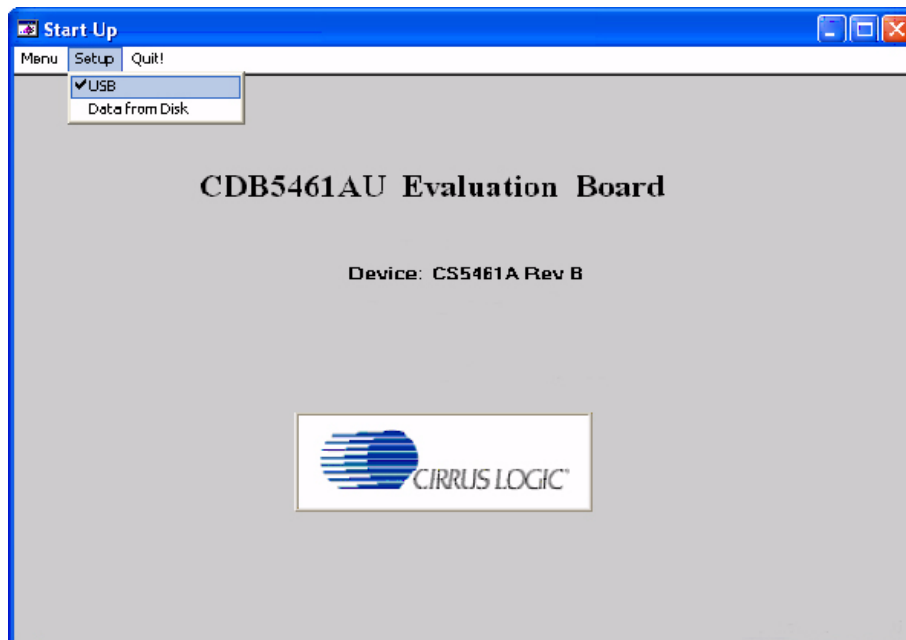 Start Up
Menu Setup Quit!
✔USB
Data from Disk
CDB5461AU Evaluation Board
Device: CS5461A Rev B
CIRRUS LOGIC